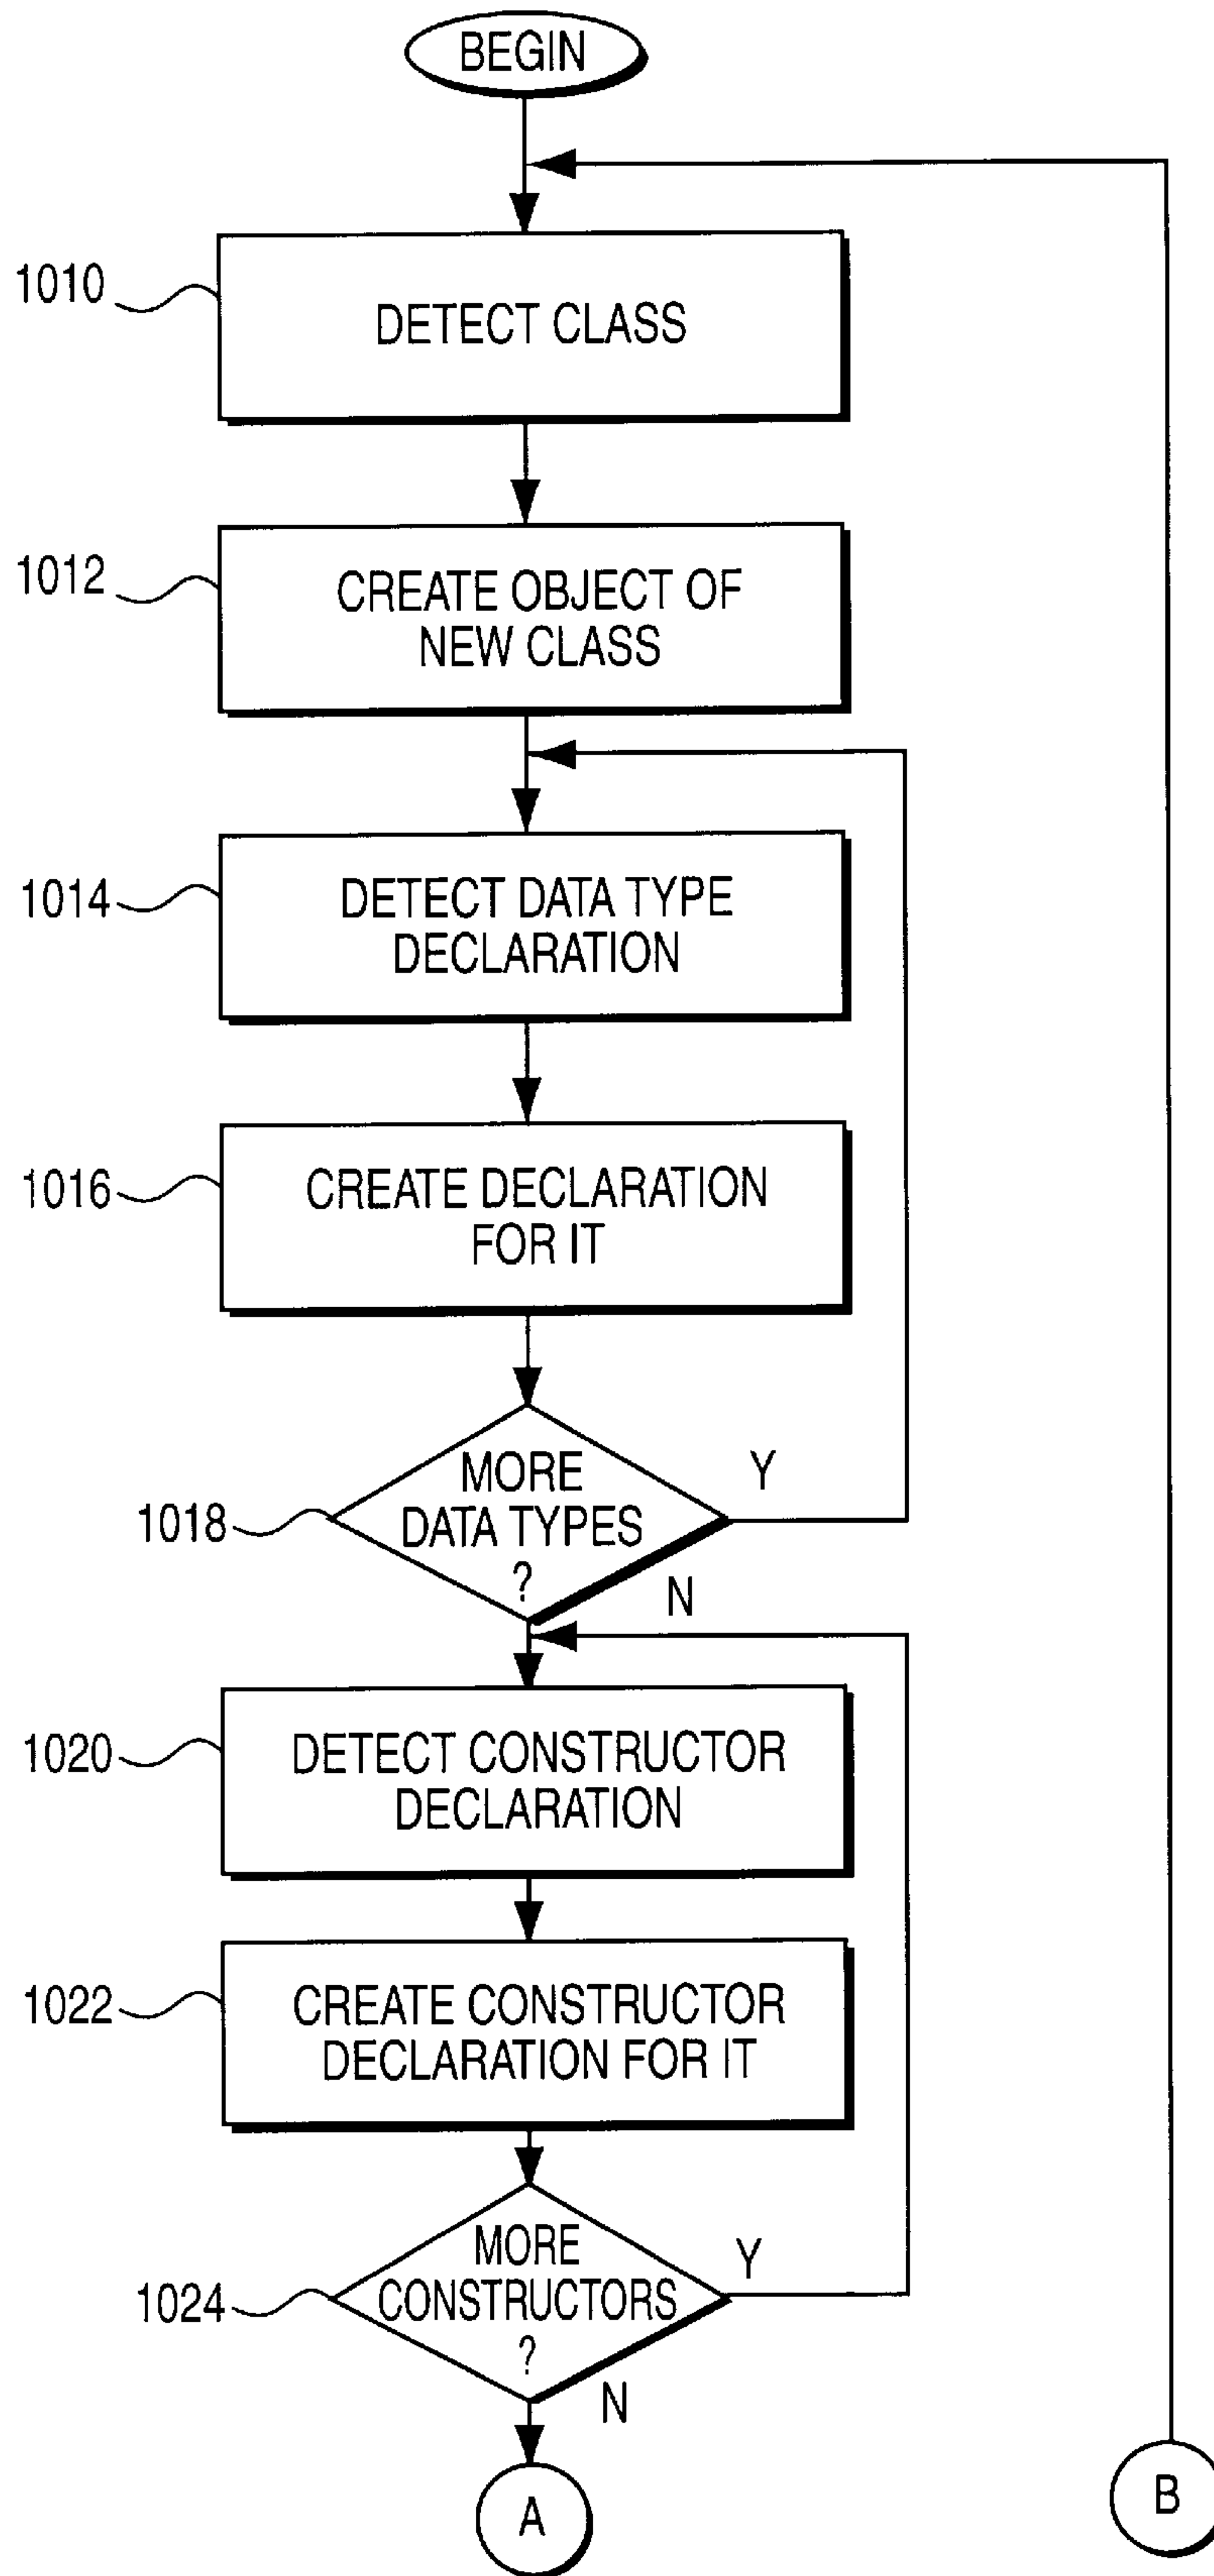 BEGIN
1010
DETECT CLASS
1012
CREATE OBJECT OF
NEW CLASS
1014
DETECT DATA TYPE
DECLARATION
1016
CREATE DECLARATION
FOR IT
1018
MORE
DATA TYPES
?
Y
N
1020
DETECT CONSTRUCTOR
DECLARATION
1022
CREATE CONSTRUCTOR
DECLARATION FOR IT
1024
MORE
CONSTRUCTORS
?
Y
N
A
B